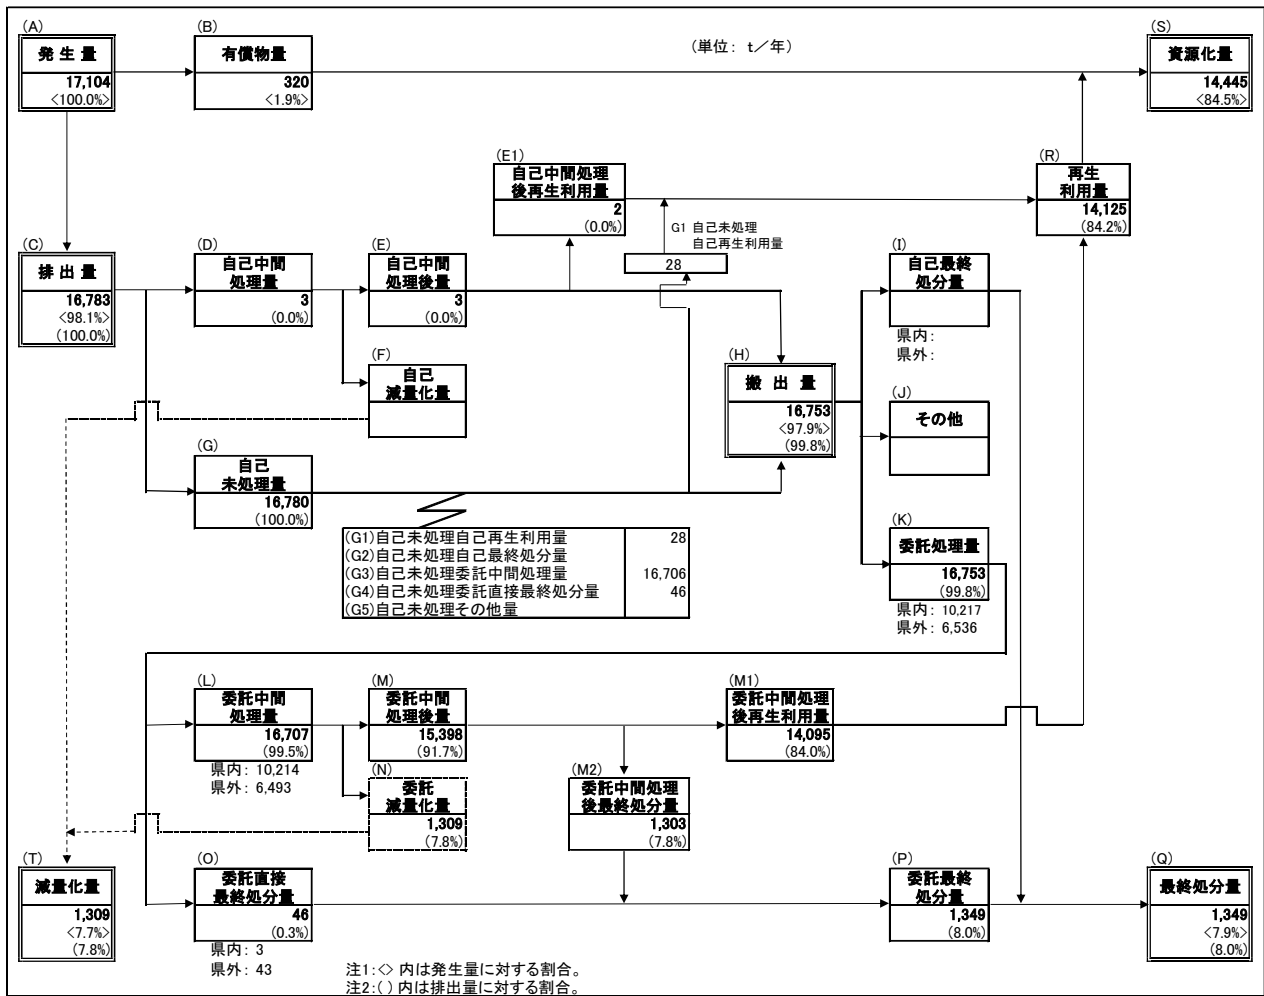 (A)
発生量
17,104
<100.0%>
(B)
有償物量
320
<1.9%>
(単位: t/年)
(S)
資源化量
14,445
<84.5%>
(E1)
自己中間処理
後再生利用量
2
(0.0%)
G1 自己未処理
自己再生利用量
28
(R)
再生
利用量
14,125
(84.2%)
(C)
排出量
16,783
<98.1%>
(100.0%)
(D)
自己中間
処理量
3
(0.0%)
(E)
自己中間
処理後量
3
(0.0%)
(I)
自己最終
処分量
県内:
県外:
(F)
自己
減量化量
(H)
搬出量
16,753
<97.9%>
(99.8%)
(J)
その他
(G)
自己
未処理量
16,780
(100.0%)
(G1)自己未処理自己再生利用量 28
(G2)自己未処理自己最終処分量
(G3)自己未処理委託中間処理量 16,706
(G4)自己未処理委託直接最終処分量 46
(G5)自己未処理その他量
(K)
委託処理量
16,753
(99.8%)
県内: 10,217
県外: 6,536
(L)
委託中間
処理量
16,707
(99.5%)
県内: 10,214
県外: 6,493
(M)
委託中間
処理後量
15,398
(91.7%)
(M1)
委託中間処理
後再生利用量
14,095
(84.0%)
(N)
委託
減量化量
1,309
(7.8%)
(M2)
委託中間処理
後最終処分量
1,303
(7.8%)
(T)
減量化量
1,309
<7.7%>
(7.8%)
(O)
委託直接
最終処分量
46
(0.3%)
県内: 3
県外: 43
(P)
委託最終
処分量
1,349
(8.0%)
(Q)
最終処分量
1,349
<7.9%>
(8.0%)
注1:<> 内は発生量に対する割合。
注2:( ) 内は排出量に対する割合。